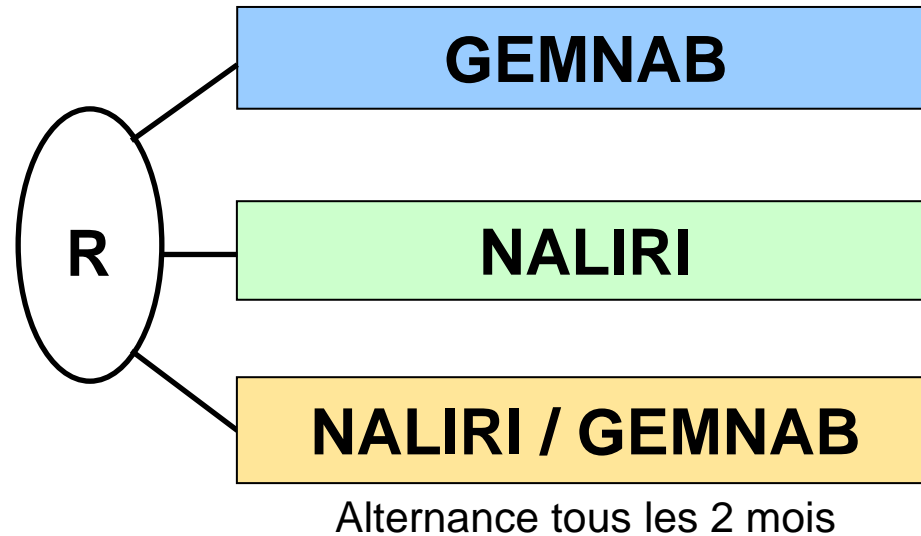 GEMNAB
R
NALIRI
NALIRI / GEMNAB
Alternance tous les 2 mois